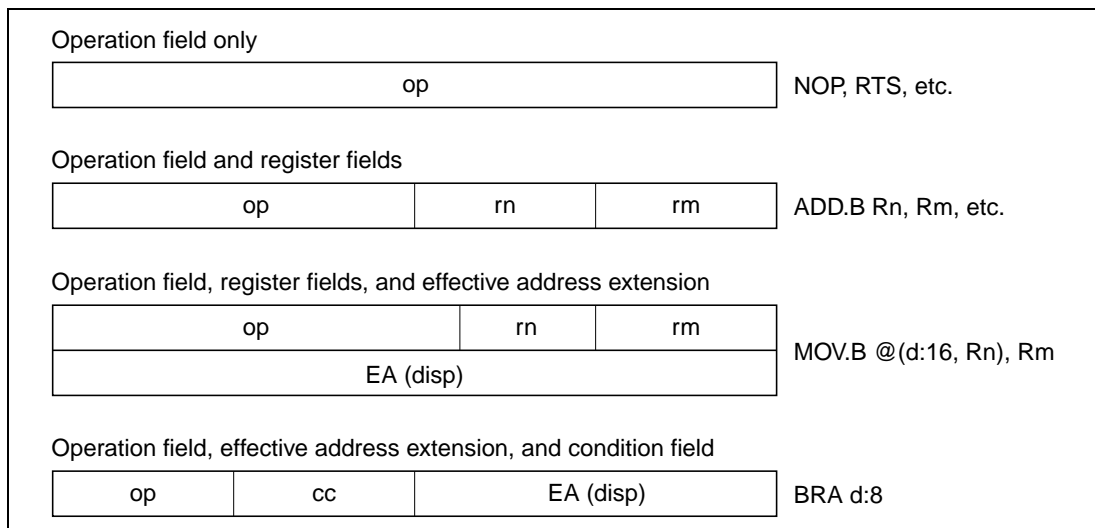 Operation field only
op
NOP, RTS, etc.
Operation field and register fields
op rn rm
ADD.B Rn, Rm, etc.
Operation field, register fields, and effective address extension
op rn rm
EA (disp)
MOV.B @(d:16, Rn), Rm
Operation field, effective address extension, and condition field
op cc EA (disp)
BRA d:8